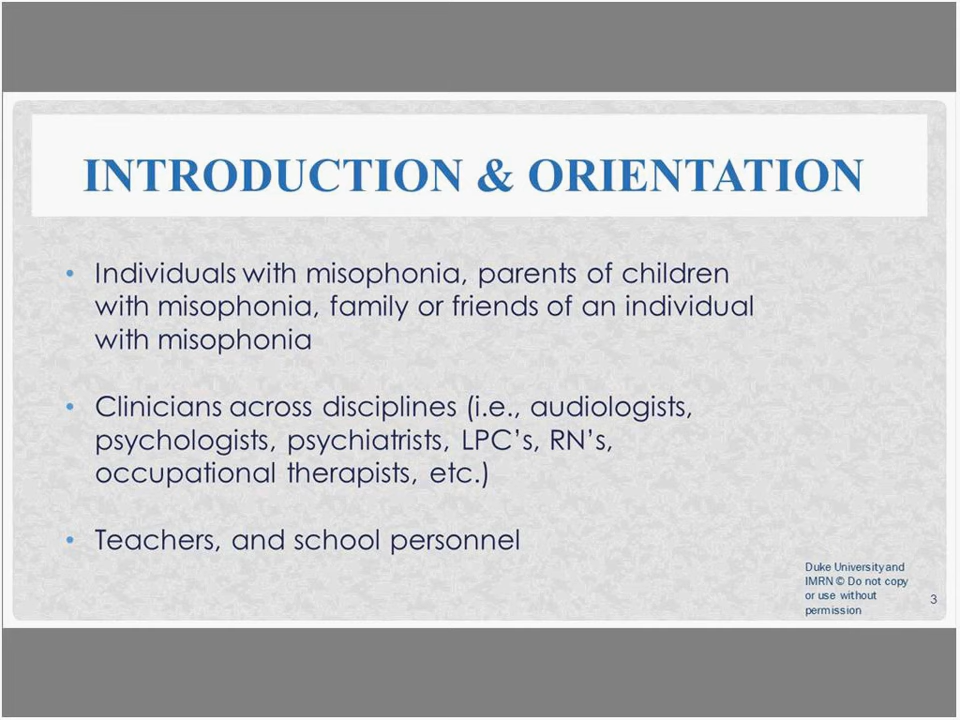 INTRODUCTION & ORIENTATION
• Individuals with misophonia, parents of children
with misophonia, family or friends of an individual
with misophonia
• Clinicians across disciplines (i.e., audiologists,
psychologists, psychiatrists, LPC’s, RN’s,
occupational therapists, etc.)
• Teachers, and school personnel
Duke University and
IMRN © Do not copy
or use without
permission
3